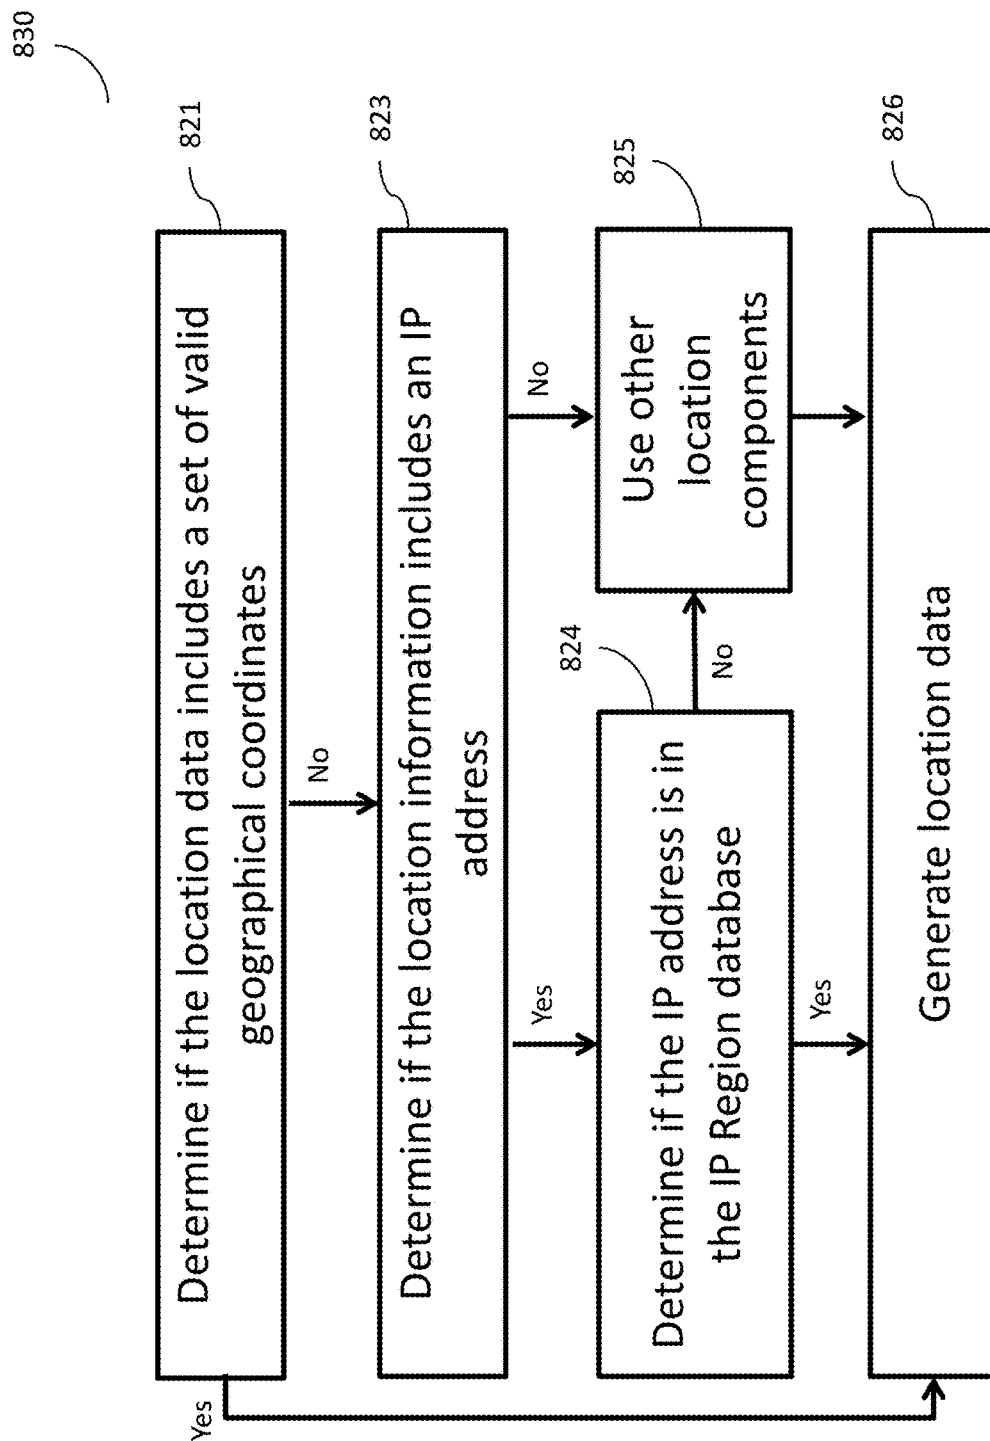 830
821
Determine if the location data includes a set of valid
geographical coordinates
Yes
No
823
Determine if the location information includes an IP
address
Yes
No
824
Determine if the IP address is in
the IP Region database
No
825
Use other
location
components
Yes
826
Generate location data